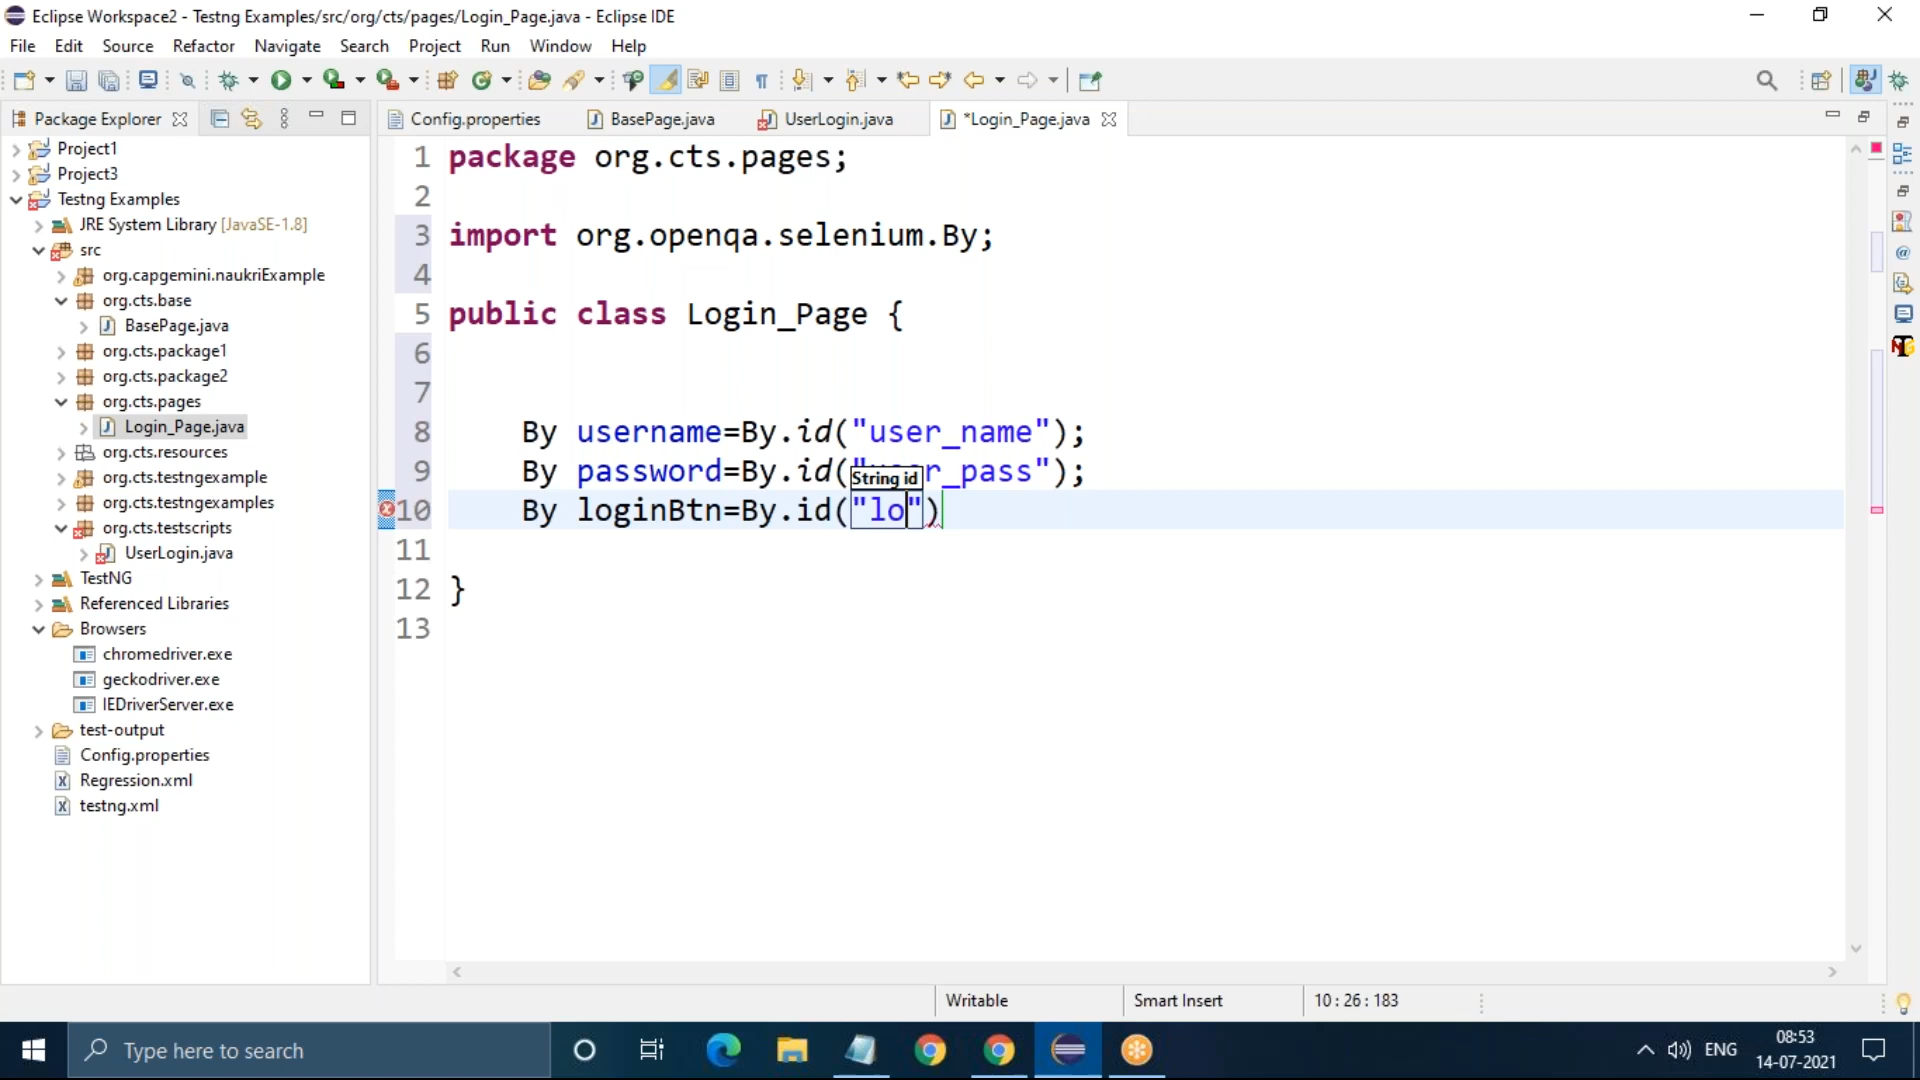 Eclipse Workspace2 - Testng Examples/src/org/cts/pages/Login_Page.java - Eclipse IDE
File Edit Source Refactor Navigate Search Project Run Window Help
Package Explorer
Project1
Project3
Testng Examples
JRE System Library [JavaSE-1.8]
src
org.capgemini.naukriExample
org.cts.base
BasePage.java
org.cts.package1
org.cts.package2
org.cts.pages
Login_Page.java
org.cts.resources
org.cts.testngexample
org.cts.testngexamples
org.cts.testscripts
UserLogin.java
TestNG
Referenced Libraries
Browsers
chromedriver.exe
geckodriver.exe
IEDriverServer.exe
test-output
Config.properties
Regression.xml
testng.xml
Config.properties BasePage.java UserLogin.java *Login_Page.java
1 package org.cts.pages;
2
3 import org.openqa.selenium.By;
4
5 public class Login_Page {
6
7
8 By username=By.id("user_name");
9 By password=By.id("user_pass");
String id
10 By loginBtn=By.id("lo")
11
12 }
13
Writable Smart Insert 10 : 26 : 183
Type here to search
ENG
08:53
14-07-2021